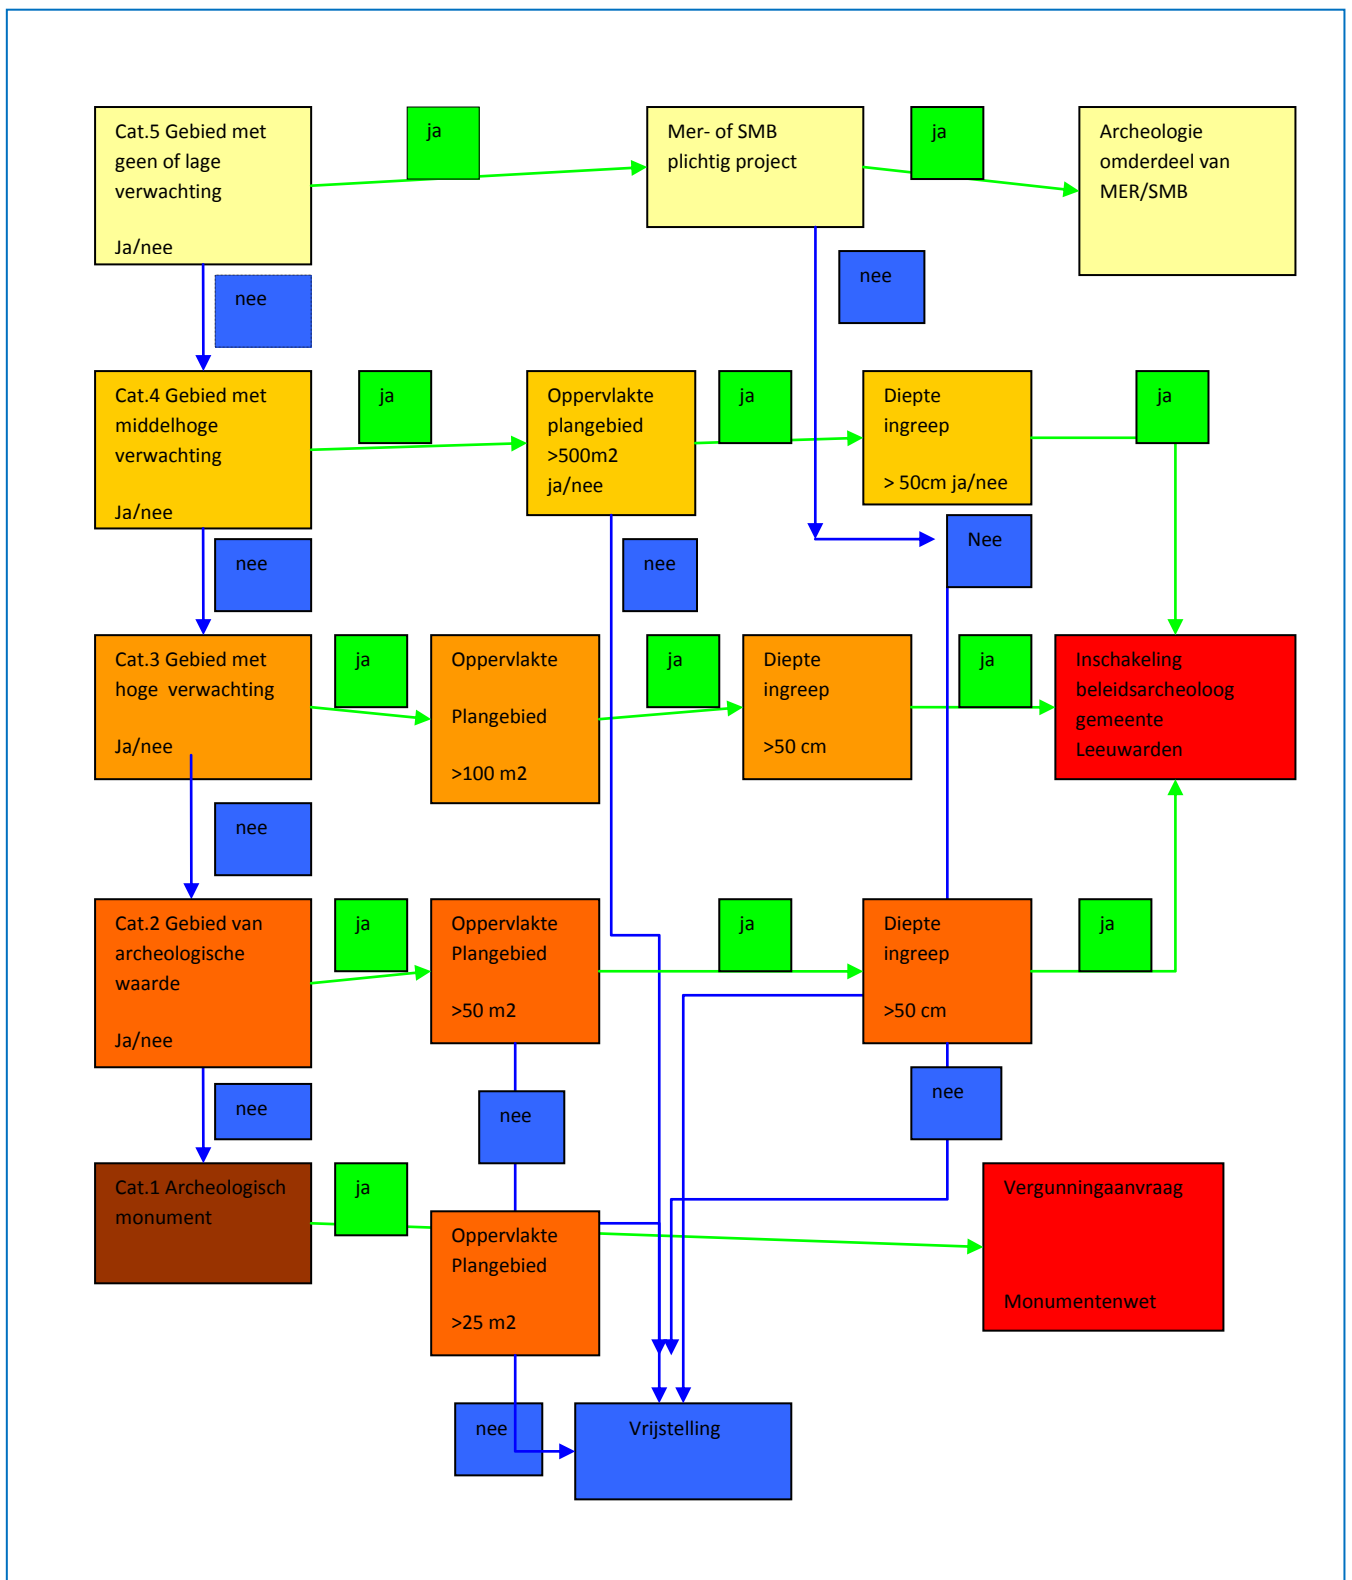 Cat.5 Gebied met
geen of lage
verwachting
Ja/nee
ja
Mer- of SMB
plichtig project
ja
Archeologie
omderdeel van
MER/SMB
nee
nee
Cat.4 Gebied met
middelhoge
verwachting
Ja/nee
ja
Oppervlakte
plangebied
>500m2
ja/nee
ja
Diepte
ingreep
> 50cm ja/nee
ja
nee
nee
Nee
Cat.3 Gebied met
hoge verwachting
Ja/nee
ja
Oppervlakte
Plangebied
>100 m2
ja
Diepte
ingreep
>50 cm
ja
Inschakeling
beleidsarcheoloog
gemeente
Leeuwarden
nee
Cat.2 Gebied van
archeologische
waarde
Ja/nee
ja
Oppervlakte
Plangebied
>50 m2
ja
Diepte
ingreep
>50 cm
ja
nee
nee
nee
Cat.1 Archeologisch
monument
ja
Oppervlakte
Plangebied
>25 m2
Vergunningaanvraag
Monumentenwet
nee
Vrijstelling